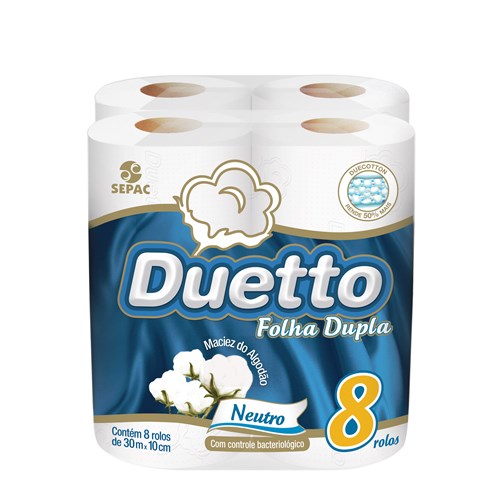 SEPAC
DUECOTTON
RENDE 50% MAIS
Duetto
Folha Dupla
Maciez do Algodão
Neutro
Com controle bacteriológico
Contém 8 rolos
de 30m x 10cm
8
rolos